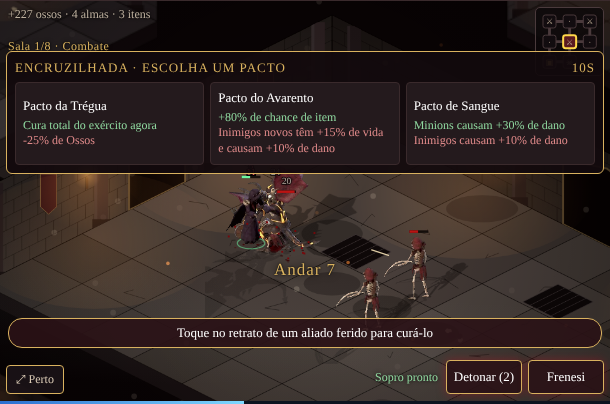 +227 ossos · 4 almas · 3 itens
Sala 1/8 · Combate
ENCRUZILHADA · ESCOLHA UM PACTO
10S
Pacto da Trégua
Cura total do exército agora
-25% de Ossos
Pacto do Avarento
+80% de chance de item
Inimigos novos têm +15% de vida
e causam +10% de dano
Pacto de Sangue
Minions causam +30% de dano
Inimigos causam +10% de dano
20
Andar 7
Toque no retrato de um aliado ferido para curá-lo
Perto
Sopro pronto
Detonar (2)
Frenesi